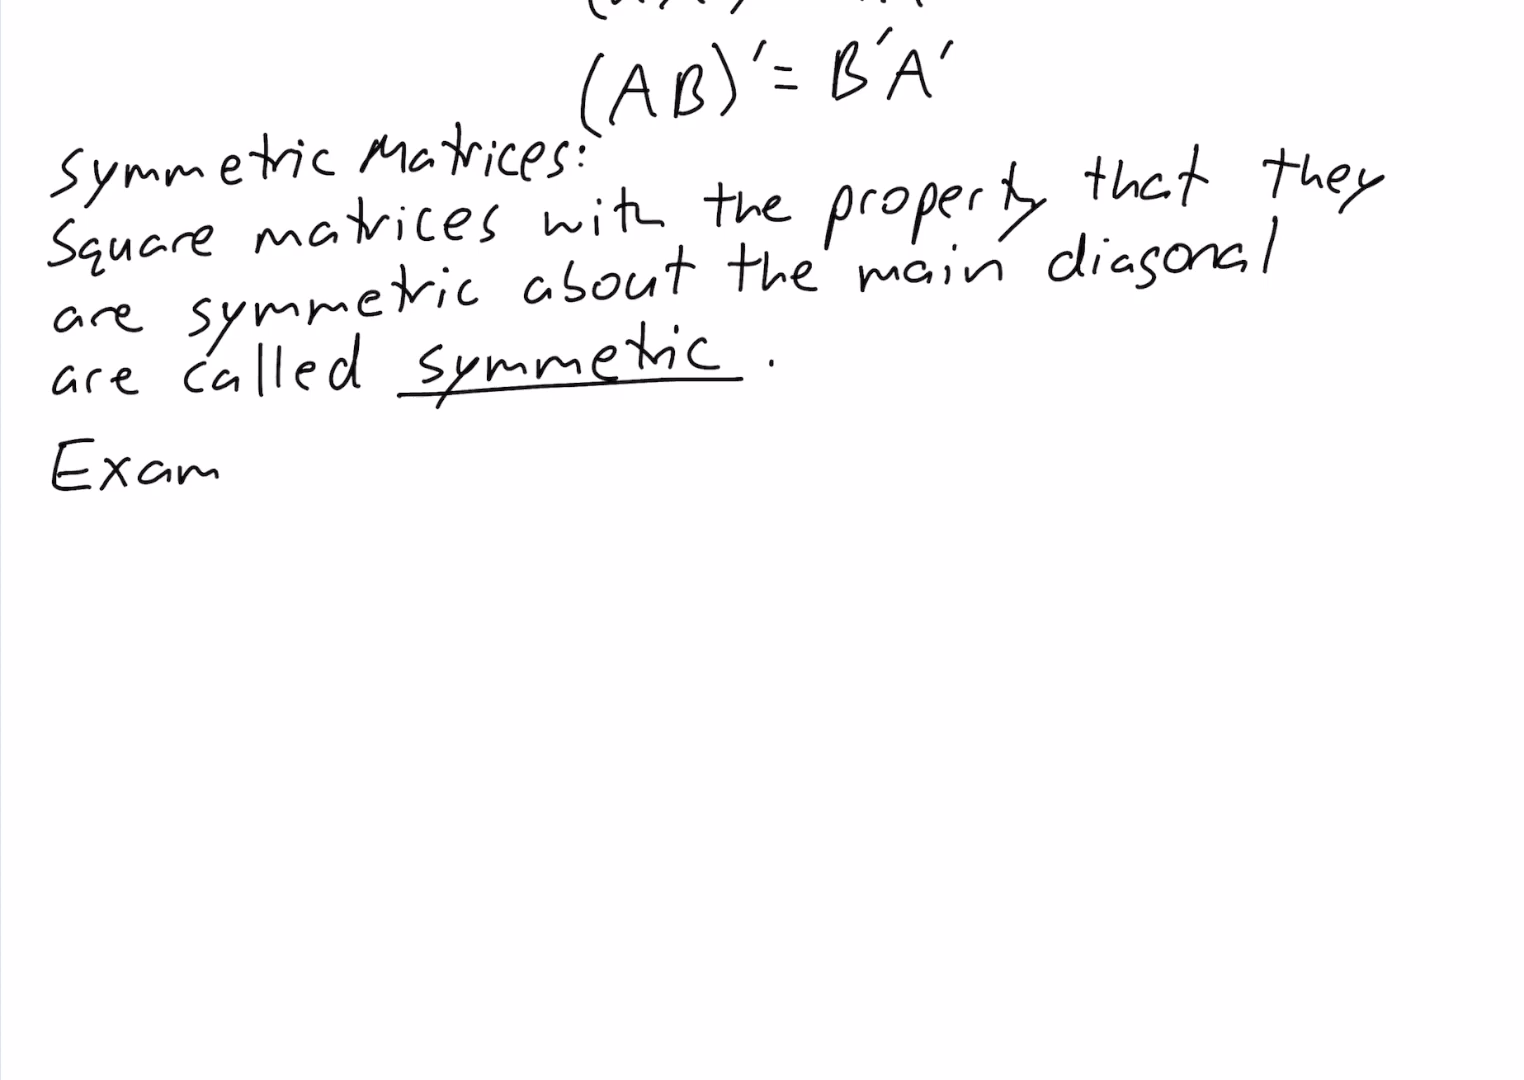 (AB)′ = B′A′
Symmetric Matrices:
Square matrices with the property that they
are symmetric about the main diagonal
are called symmetric.
Exam